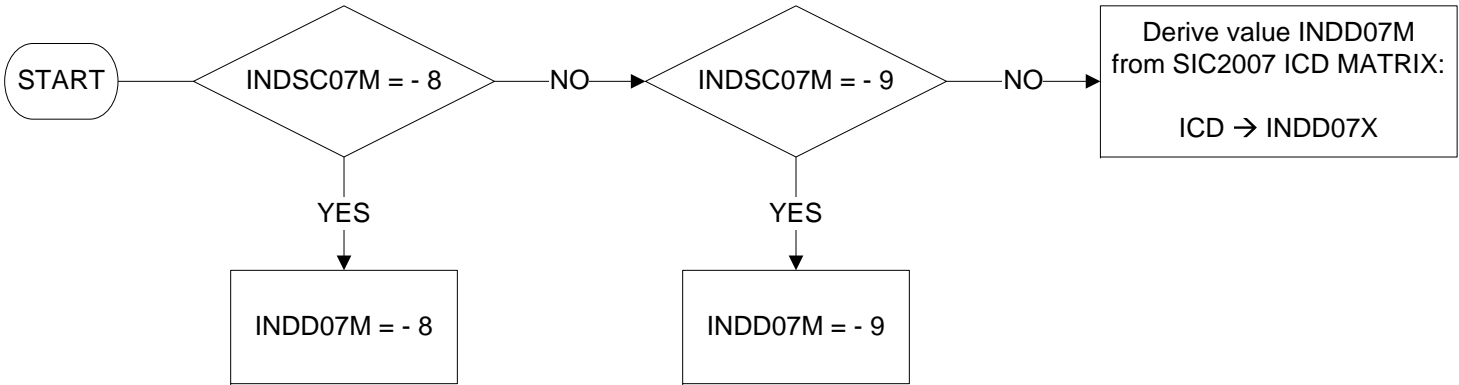 START
INDSC07M = - 8
NO
INDSC07M = - 9
NO
Derive value INDD07M
from SIC2007 ICD MATRIX:
ICD → INDD07X
YES
YES
INDD07M = - 8
INDD07M = - 9